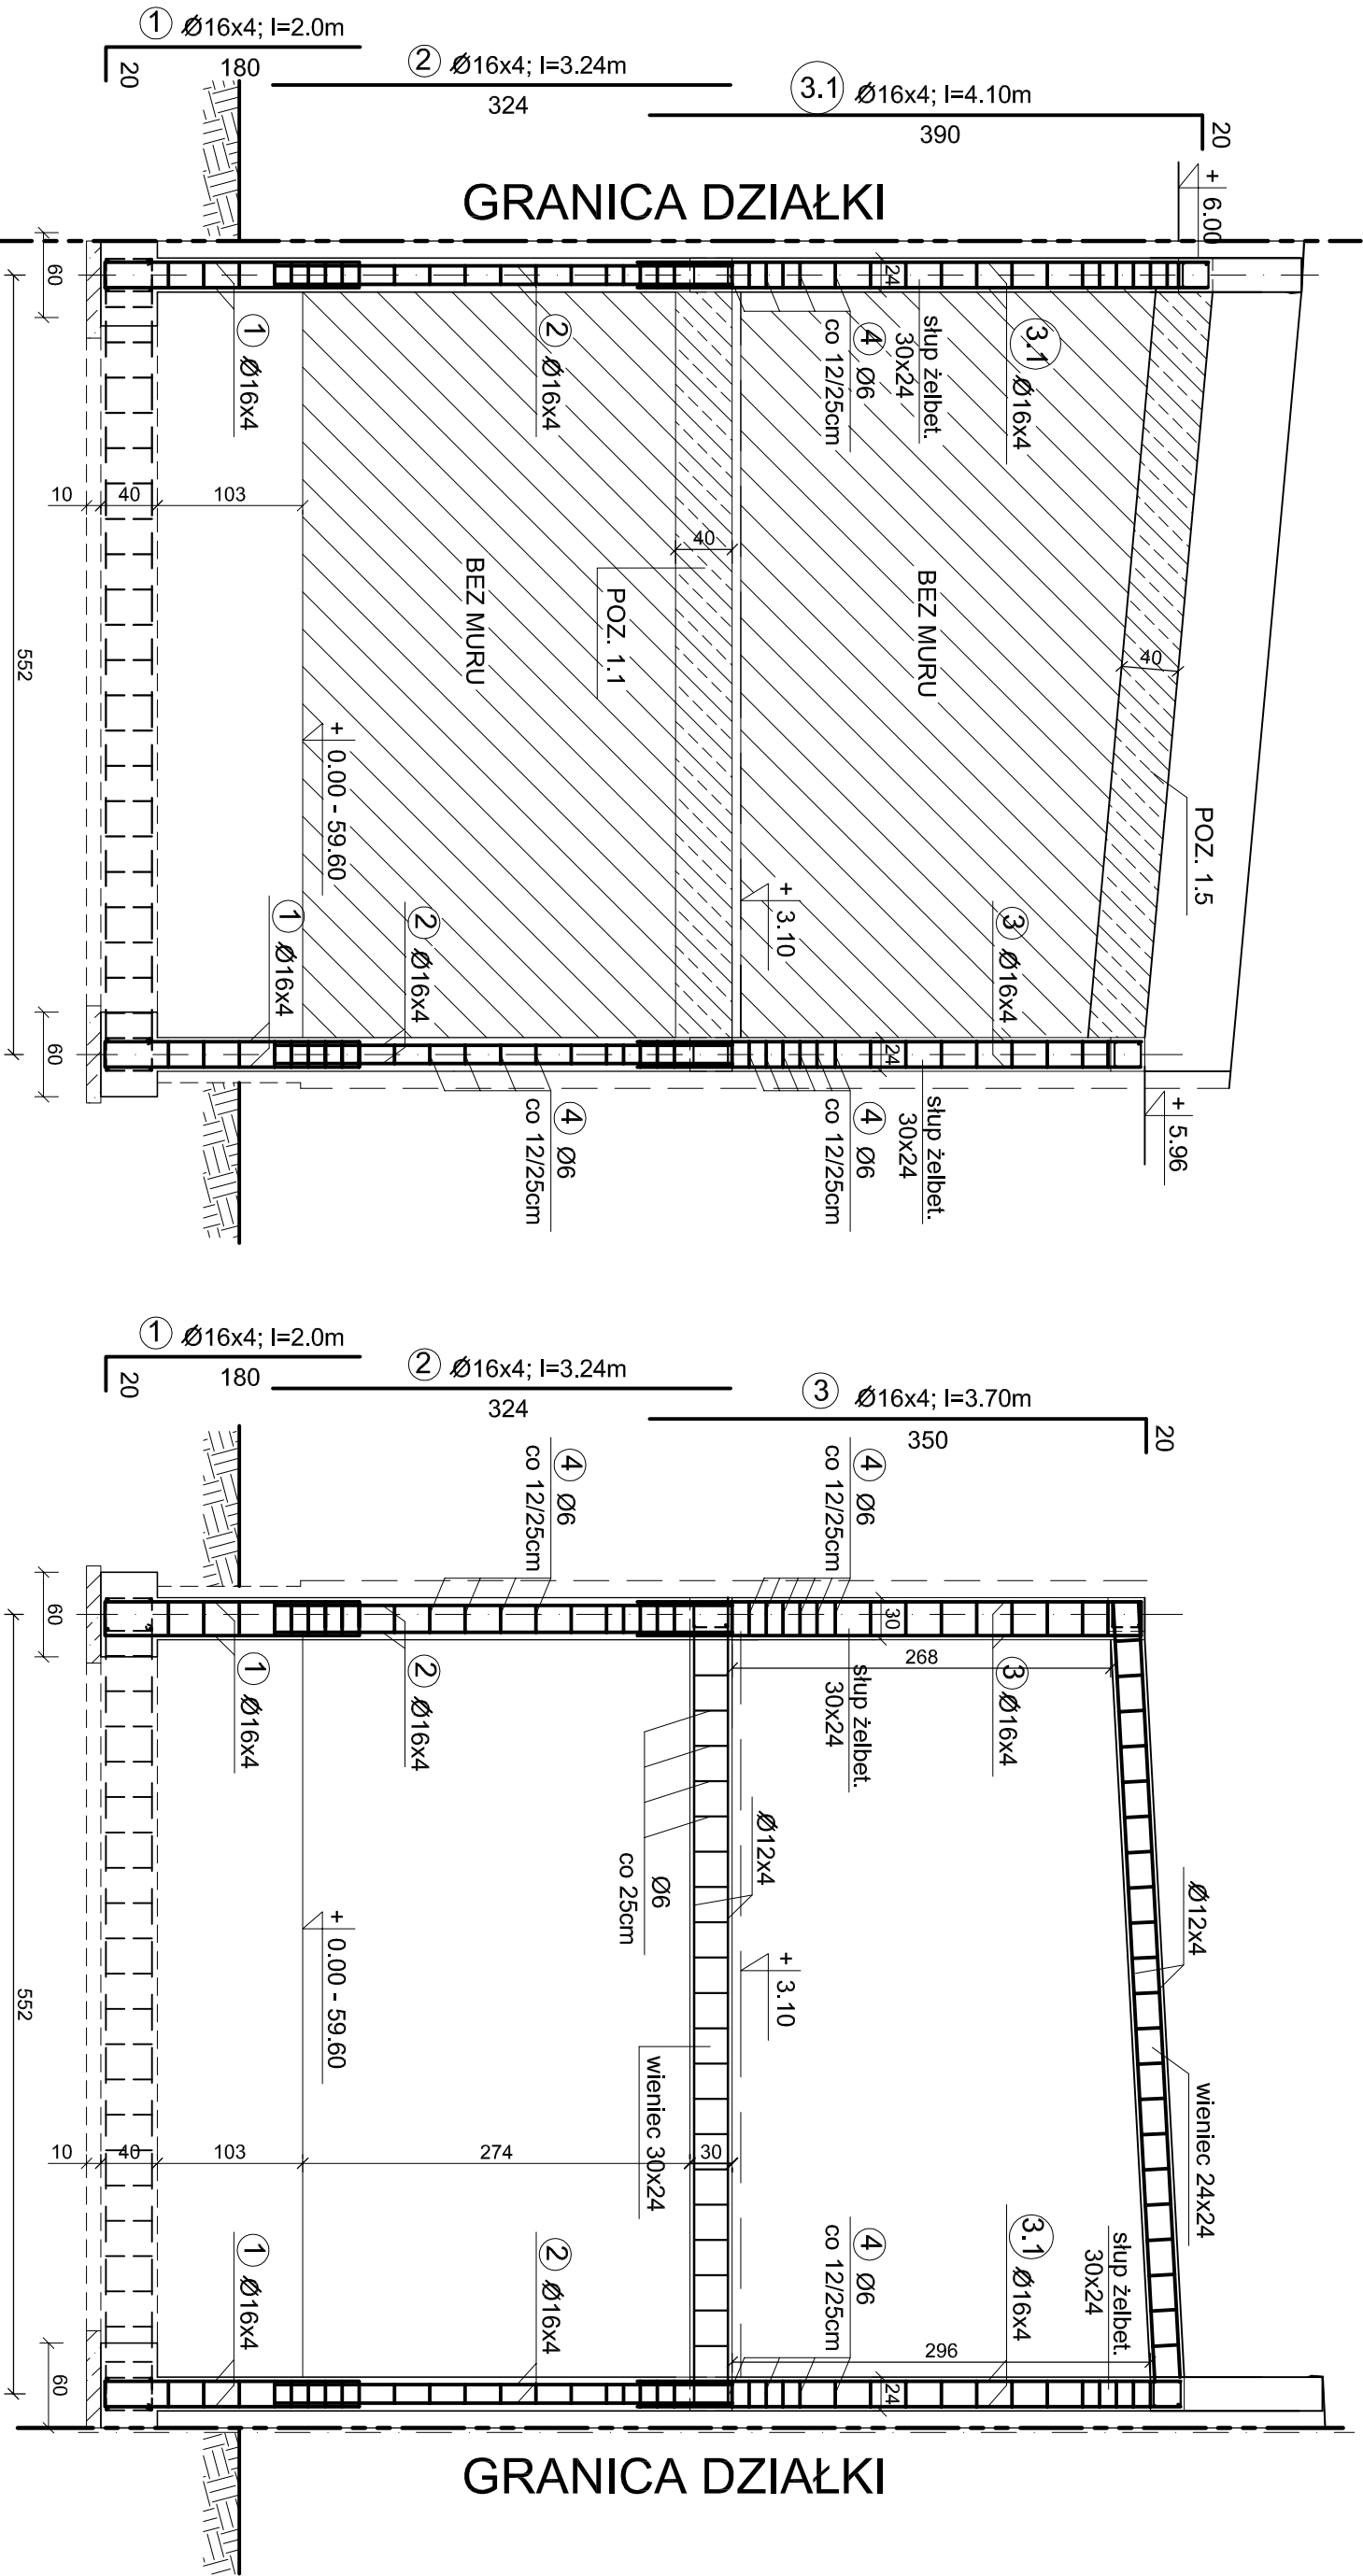 ① Ø16x4; l=2.0m
20
180
② Ø16x4; l=3.24m
324
3.1 Ø16x4; l=4.10m
390
20
GRANICA DZIAŁKI
+ 6.00
60
24
① Ø16x4
② Ø16x4
④ Ø6
co 12/25cm
słup żelbet.
30x24
3.1 Ø16x4
10
40
103
40
BEZ MURU
POZ. 1.1
BEZ MURU
40
POZ. 1.5
552
+ 0.00 - 59.60
+ 3.10
① Ø16x4
② Ø16x4
③ Ø16x4
60
24
④ Ø6
co 12/25cm
④ Ø6
co 12/25cm
słup żelbet.
30x24
+ 5.96
① Ø16x4; l=2.0m
20
180
② Ø16x4; l=3.24m
324
③ Ø16x4; l=3.70m
350
20
④ Ø6
co 12/25cm
④ Ø6
co 12/25cm
60
30
268
① Ø16x4
② Ø16x4
słup żelbet.
30x24
③ Ø16x4
Ø6
co 25cm
Ø12x4
Ø12x4
552
+ 0.00 - 59.60
+ 3.10
wieniec 30x24
wieniec 24x24
10
40
103
274
30
① Ø16x4
② Ø16x4
④ Ø6
co 12/25cm
3.1 Ø16x4
słup żelbet.
30x24
296
60
24
GRANICA DZIAŁKI